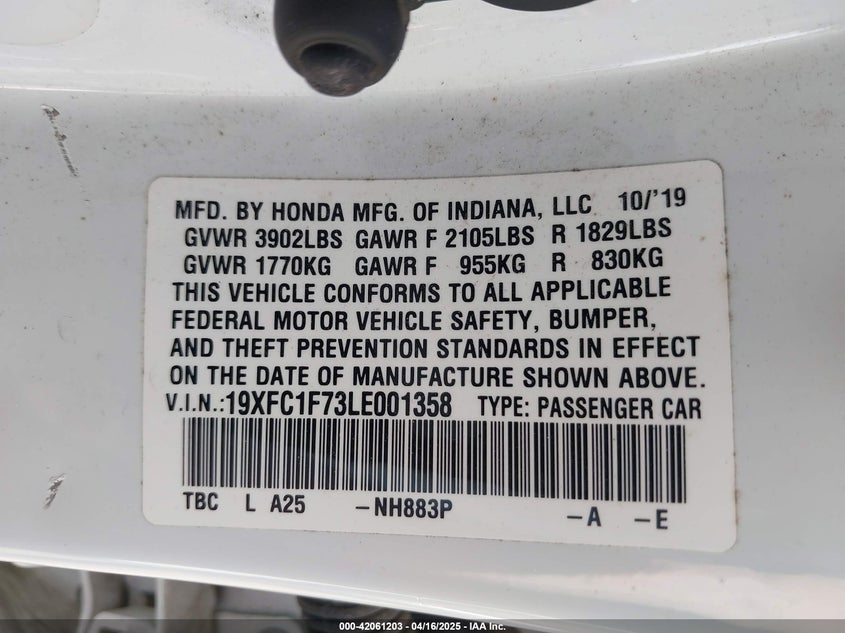 MFD. BY HONDA MFG. OF INDIANA, LLC 10/'19
GVWR 3902LBS GAWR F 2105LBS R 1829LBS
GVWR 1770KG GAWR F 955KG R 830KG
THIS VEHICLE CONFORMS TO ALL APPLICABLE
FEDERAL MOTOR VEHICLE SAFETY, BUMPER,
AND THEFT PREVENTION STANDARDS IN EFFECT
ON THE DATE OF MANUFACTURE SHOWN ABOVE.
V.I.N.:19XFC1F73LE001358 TYPE: PASSENGER CAR
TBC L A25 -NH883P -A -E
000-42061203 - 04/16/2025 - IAA Inc.